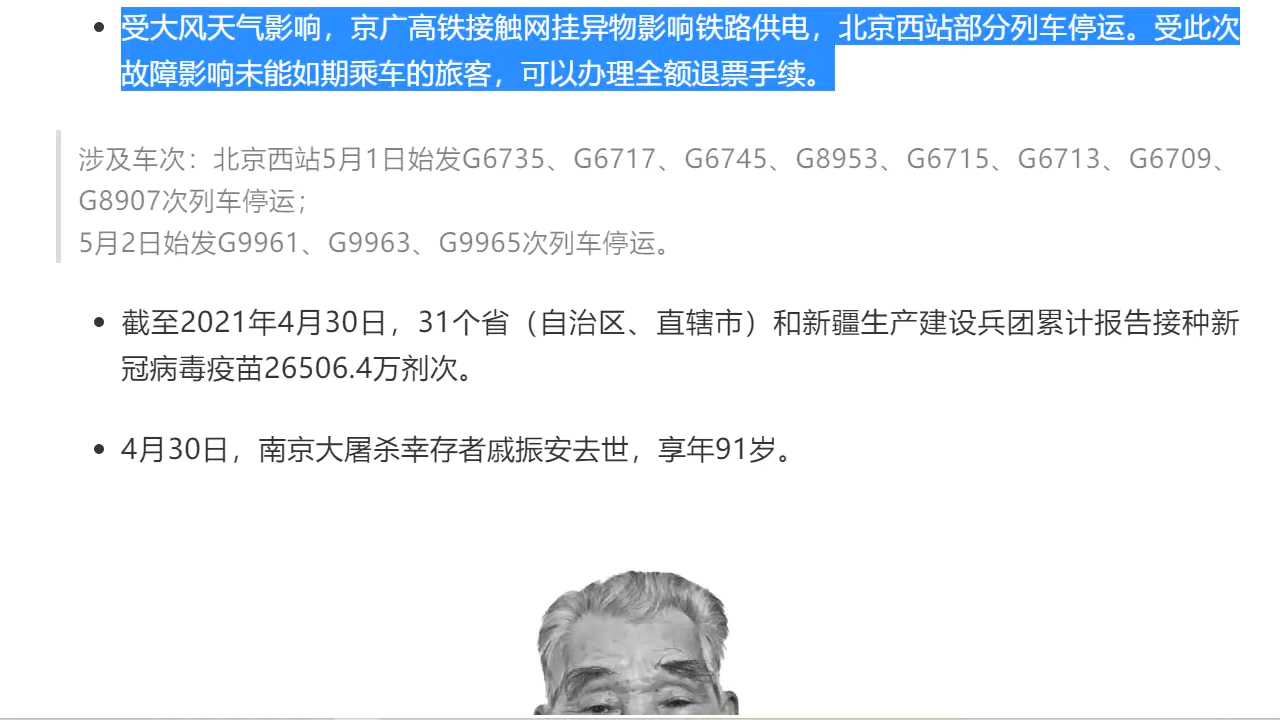 受大风天气影响，京广高铁接触网挂异物影响铁路供电，北京西站部分列车停运。受此次
故障影响未能如期乘车的旅客，可以办理全额退票手续。
涉及车次：北京西站5月1日始发G6735、G6717、G6745、G8953、G6715、G6713、G6709、
G8907次列车停运；
5月2日始发G9961、G9963、G9965次列车停运。
截至2021年4月30日，31个省（自治区、直辖市）和新疆生产建设兵团累计报告接种新
冠病毒疫苗26506.4万剂次。
4月30日，南京大屠杀幸存者戚振安去世，享年91岁。